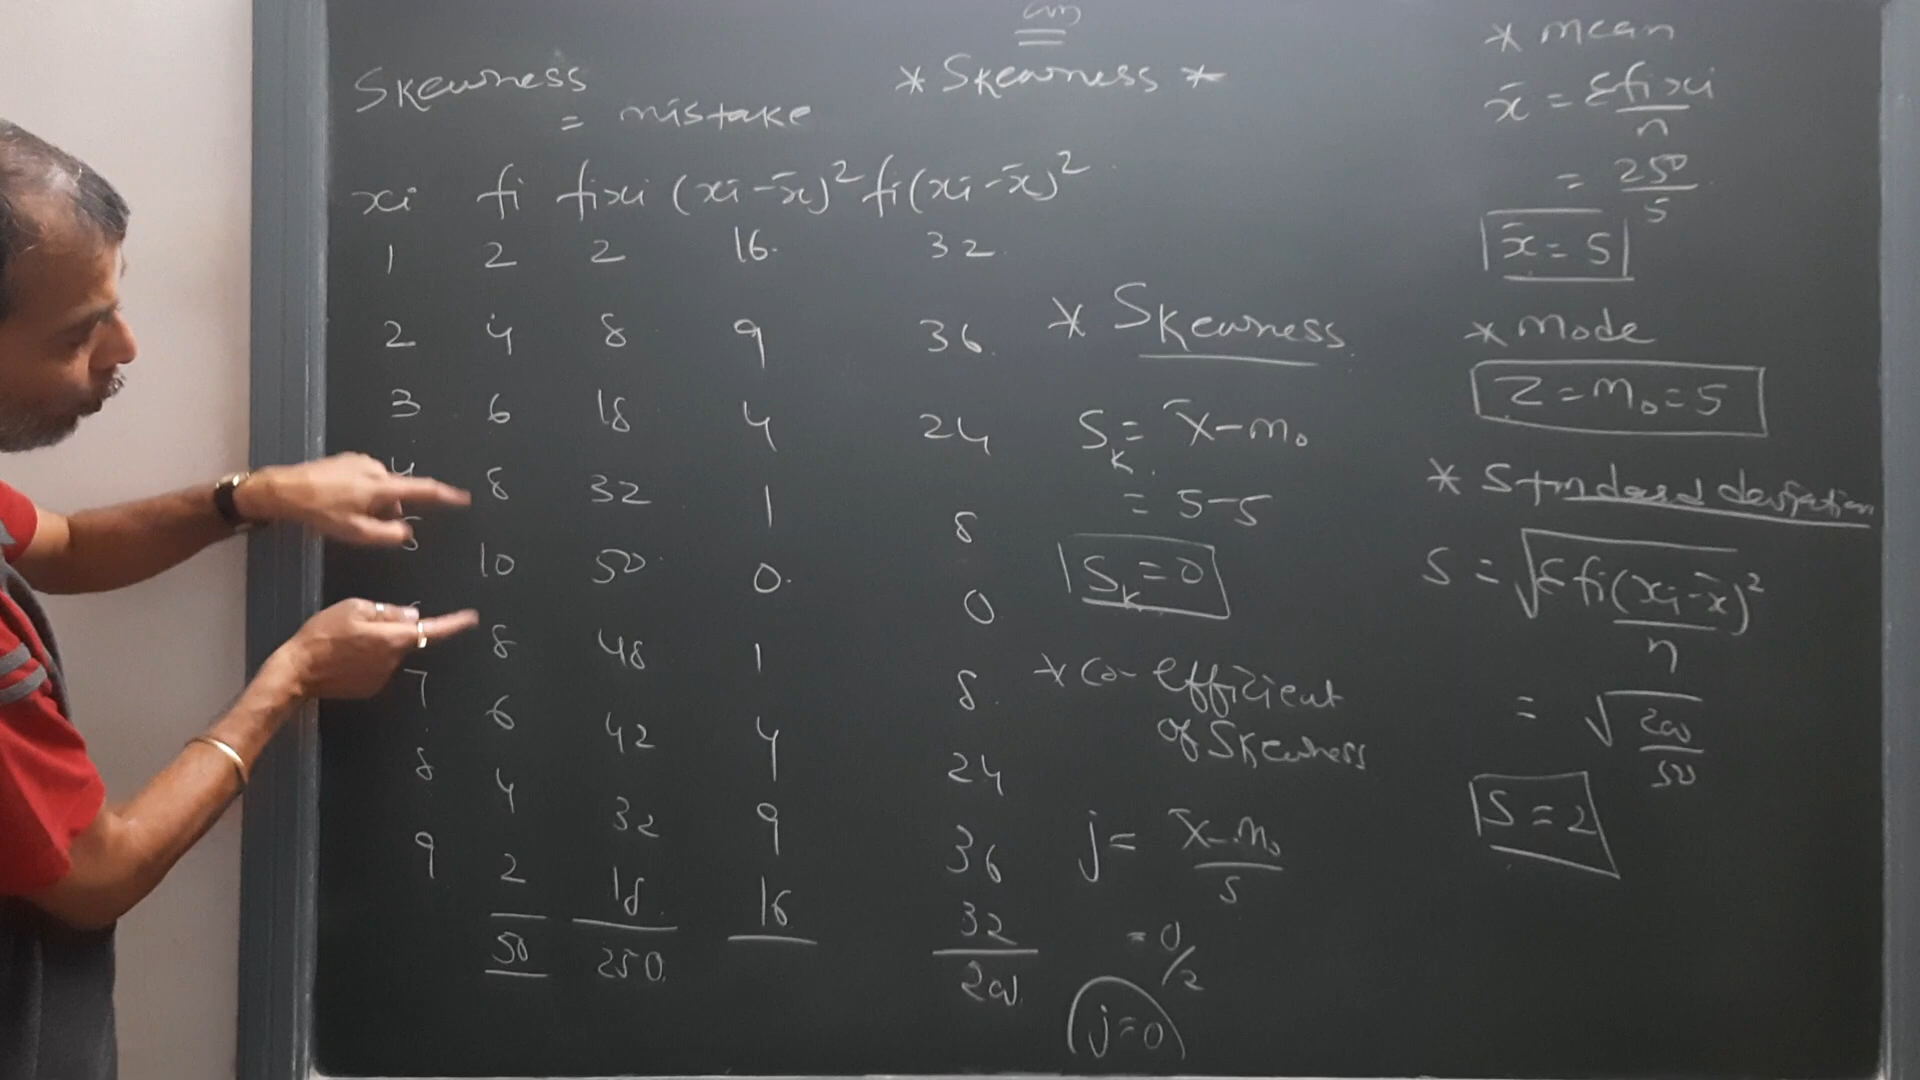 Skewness
= mistake
* Skewness *
xi fi fixi (xi-x̄)² fi(xi-x̄)²
1 2 2 16 32
2 4 8 9 36
3 6 18 4 24
4 8 32 1 8
5 10 50 0 0
8 48 1 8
7 6 42 4 24
8 4 32 9 36
9 2 18 16 32
50 250 200
* Skewness
Sk = x̄-mo
= 5-5
Sk=0
* co-efficient
of Skewness
j = x̄-mo/s
= 0/2
j=0
* mean
x̄ = Σfixi/n
= 250/5
x̄=5
* mode
Z=mo=5
* Standard deviation
S = √Σfi(xi-x̄)²/n
= √200/50
S=2